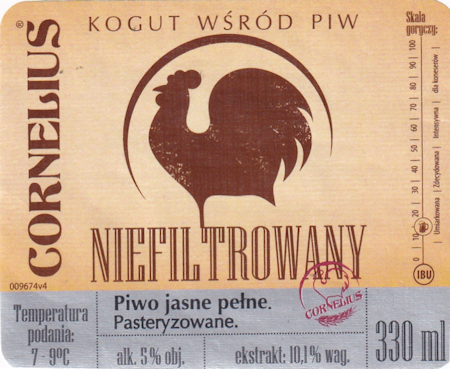 KOGUT WŚRÓD PIW
CORNELIUS®
Skala
goryczy:
0 | 10 | 20 | 30 | 40 | 50 | 60 | 70 | 80 | 90 | 100
Umiarkowana | Zdecydowana | Intensywna | dla koneserów |
IBU
NIEFILTROWANY
009674v4
Temperatura
podania:
7 - 9°C
Piwo jasne pełne.
Pasteryzowane.
CORNELIUS
alk. 5% obj.
ekstrakt: 10,1% wag.
330 ml